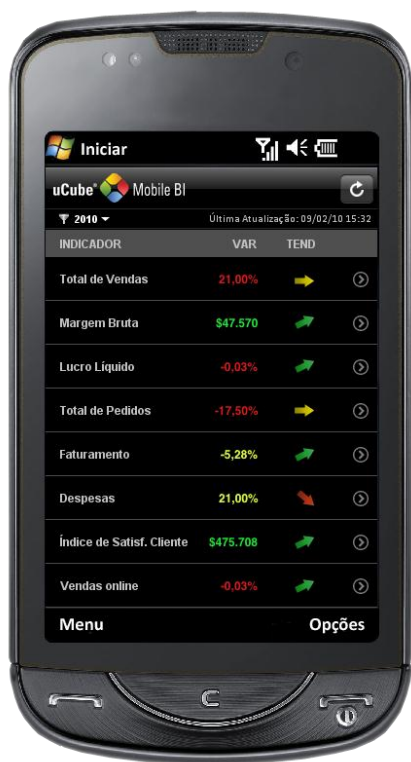 Iniciar
uCube® Mobile BI
2010 Última Atualização: 09/02/10 15:32
INDICADOR VAR TEND
Total de Vendas 21,00%
Margem Bruta $47.570
Lucro Líquido -0,03%
Total de Pedidos -17,50%
Faturamento -5,28%
Despesas 21,00%
Índice de Satisf. Cliente $475.708
Vendas online -0,03%
Menu Opções